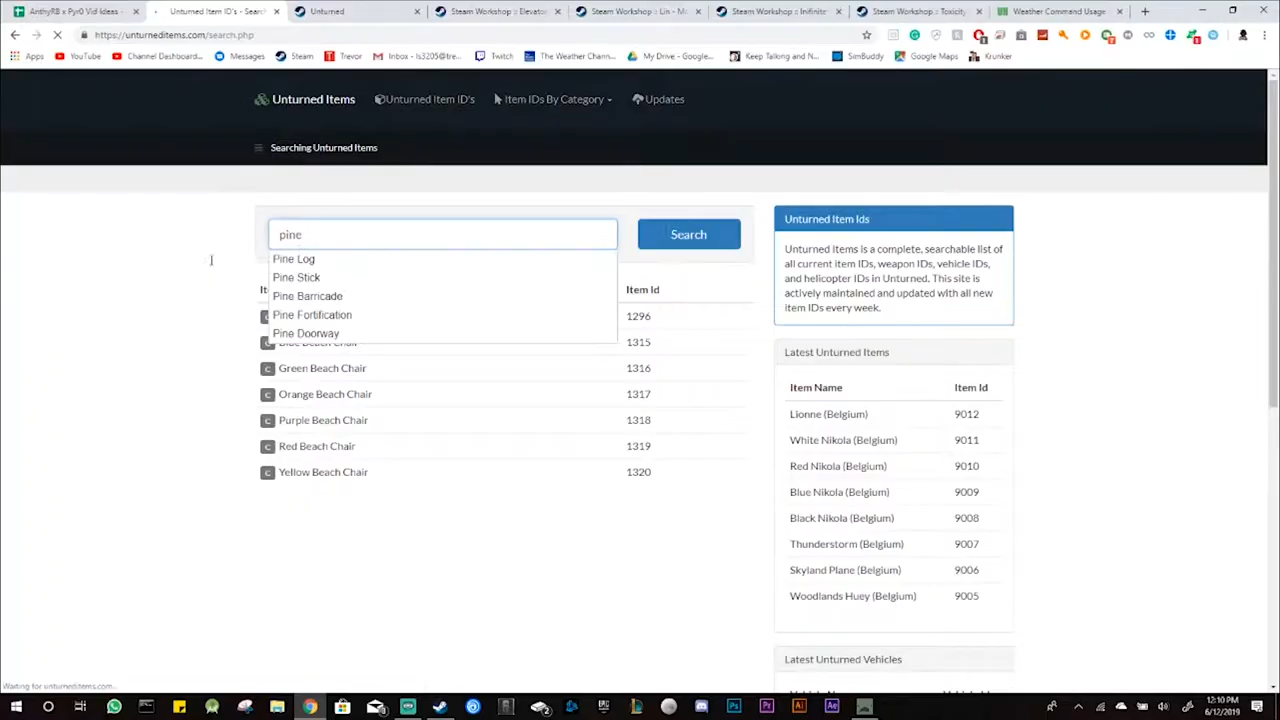 AnthyRB x Pyr0 Vid Ideas -
Unturned Item ID's - Search
Unturned
Steam Workshop :: Elevator
Steam Workshop :: Lin - M
Steam Workshop :: Inifinite
Steam Workshop :: Toxicity
Weather Command Usage
https://unturneditems.com/search.php
Apps
YouTube
Channel Dashboard...
Messages
Steam
Trevor
Inbox - ls3205@tre...
Twitch
The Weather Chann...
My Drive - Google...
Keep Talking and N...
SimBuddy
Google Maps
Krunker
Unturned Items
Unturned Item ID's
Item IDs By Category
Updates
Searching Unturned Items
pine
Search
Pine Log
Pine Stick
Pine Barricade
Pine Fortification
Pine Doorway
Item Id
1296
1315
C Green Beach Chair 1316
C Orange Beach Chair 1317
C Purple Beach Chair 1318
C Red Beach Chair 1319
C Yellow Beach Chair 1320
Unturned Item Ids
Unturned Items is a complete, searchable list of
all current item IDs, weapon IDs, vehicle IDs,
and helicopter IDs in Unturned. This site is
actively maintained and updated with all new
item IDs every week.
Latest Unturned Items
Item Name Item Id
Lionne (Belgium) 9012
White Nikola (Belgium) 9011
Red Nikola (Belgium) 9010
Blue Nikola (Belgium) 9009
Black Nikola (Belgium) 9008
Thunderstorm (Belgium) 9007
Skyland Plane (Belgium) 9006
Woodlands Huey (Belgium) 9005
Latest Unturned Vehicles
Waiting for unturneditems.com...
12:10 PM
6/12/2019